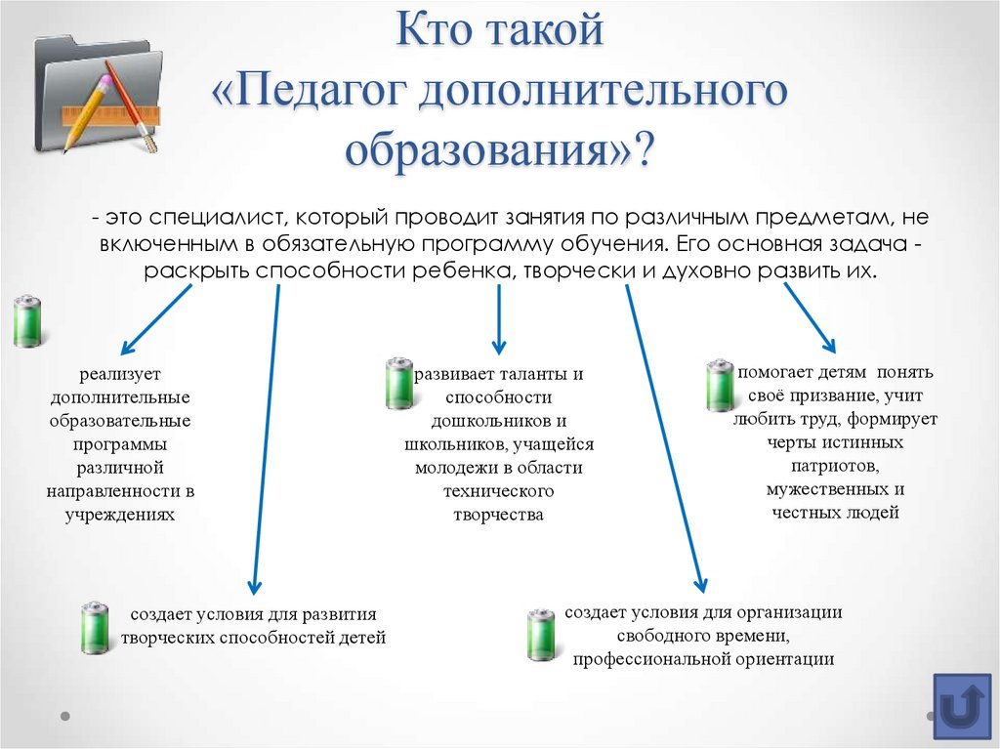 Кто такой
«Педагог дополнительного
образования»?
- это специалист, который проводит занятия по различным предметам, не
включенным в обязательную программу обучения. Его основная задача -
раскрыть способности ребенка, творчески и духовно развить их.
реализует
дополнительные
образовательные
программы
различной
направленности в
учреждениях
развивает таланты и
способности
дошкольников и
школьников, учащейся
молодежи в области
технического
творчества
помогает детям понять
своё призвание, учит
любить труд, формирует
черты истинных
патриотов,
мужественных и
честных людей
создает условия для развития
творческих способностей детей
создает условия для организации
свободного времени,
профессиональной ориентации